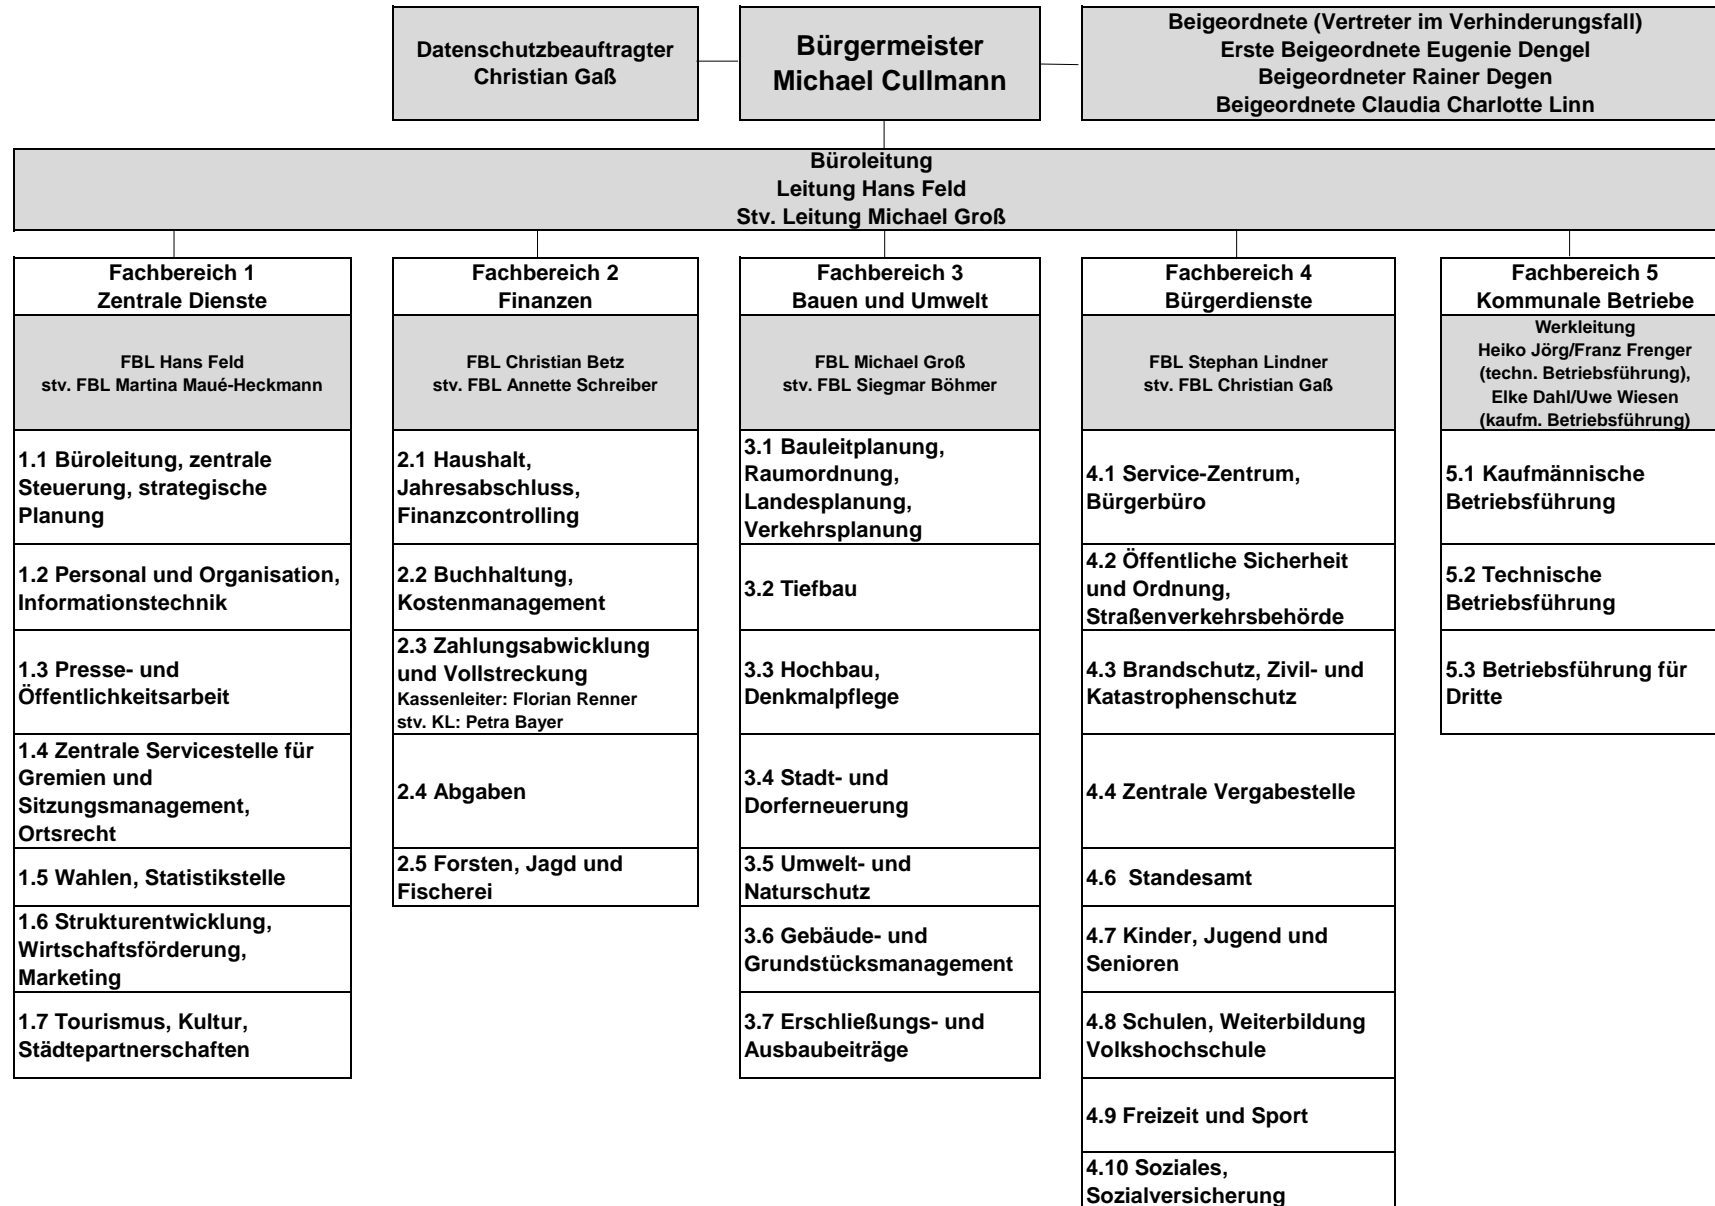 Datenschutzbeauftragter
Christian Gaß
Bürgermeister
Michael Cullmann
Beigeordnete (Vertreter im Verhinderungsfall)
Erste Beigeordnete Eugenie Dengel
Beigeordneter Rainer Degen
Beigeordnete Claudia Charlotte Linn
Büroleitung
Leitung Hans Feld
Stv. Leitung Michael Groß
Fachbereich 1
Zentrale Dienste
FBL Hans Feld
stv. FBL Martina Maué-Heckmann
1.1 Büroleitung, zentrale
Steuerung, strategische
Planung
1.2 Personal und Organisation,
Informationstechnik
1.3 Presse- und
Öffentlichkeitsarbeit
1.4 Zentrale Servicestelle für
Gremien und
Sitzungsmanagement,
Ortsrecht
1.5 Wahlen, Statistikstelle
1.6 Strukturentwicklung,
Wirtschaftsförderung,
Marketing
1.7 Tourismus, Kultur,
Städtepartnerschaften
Fachbereich 2
Finanzen
FBL Christian Betz
stv. FBL Annette Schreiber
2.1 Haushalt,
Jahresabschluss,
Finanzcontrolling
2.2 Buchhaltung,
Kostenmanagement
2.3 Zahlungsabwicklung
und Vollstreckung
Kassenleiter: Florian Renner
stv. KL: Petra Bayer
2.4 Abgaben
2.5 Forsten, Jagd und
Fischerei
Fachbereich 3
Bauen und Umwelt
FBL Michael Groß
stv. FBL Siegmar Böhmer
3.1 Bauleitplanung,
Raumordnung,
Landesplanung,
Verkehrsplanung
3.2 Tiefbau
3.3 Hochbau,
Denkmalpflege
3.4 Stadt- und
Dorferneuerung
3.5 Umwelt- und
Naturschutz
3.6 Gebäude- und
Grundstücksmanagement
3.7 Erschließungs- und
Ausbaubeiträge
Fachbereich 4
Bürgerdienste
FBL Stephan Lindner
stv. FBL Christian Gaß
4.1 Service-Zentrum,
Bürgerbüro
4.2 Öffentliche Sicherheit
und Ordnung,
Straßenverkehrsbehörde
4.3 Brandschutz, Zivil- und
Katastrophenschutz
4.4 Zentrale Vergabestelle
4.6 Standesamt
4.7 Kinder, Jugend und
Senioren
4.8 Schulen, Weiterbildung
Volkshochschule
4.9 Freizeit und Sport
4.10 Soziales,
Sozialversicherung
Fachbereich 5
Kommunale Betriebe
Werkleitung
Heiko Jörg/Franz Frenger
(techn. Betriebsführung),
Elke Dahl/Uwe Wiesen
(kaufm. Betriebsführung)
5.1 Kaufmännische
Betriebsführung
5.2 Technische
Betriebsführung
5.3 Betriebsführung für
Dritte